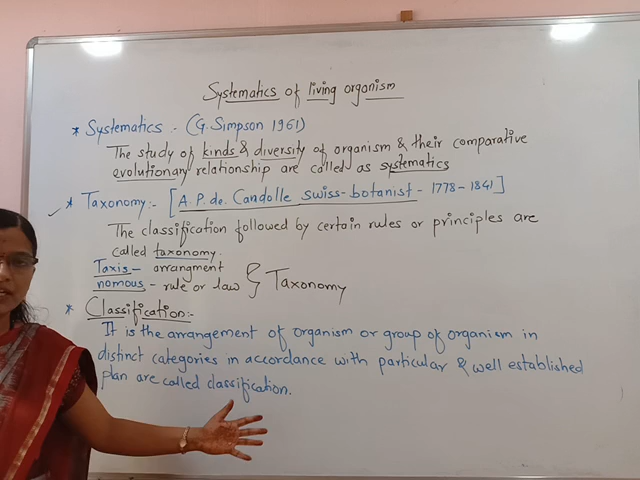 Systematics of living organism
* Systematics :- (G. Simpson 1961)
The study of kinds & diversity of organism & their comparative
evolutionary relationship are called as systematics
* Taxonomy:- [A. P. de. Candolle swiss-botanist - 1778-1841]
The classification followed by certain rules or principles are
called taxonomy.
Taxis - arrangment
nomous - rule or law } Taxonomy
* Classification:-
It is the arrangement of organism or group of organism in
distinct categories in accordance with particular & well established
plan are called classification.